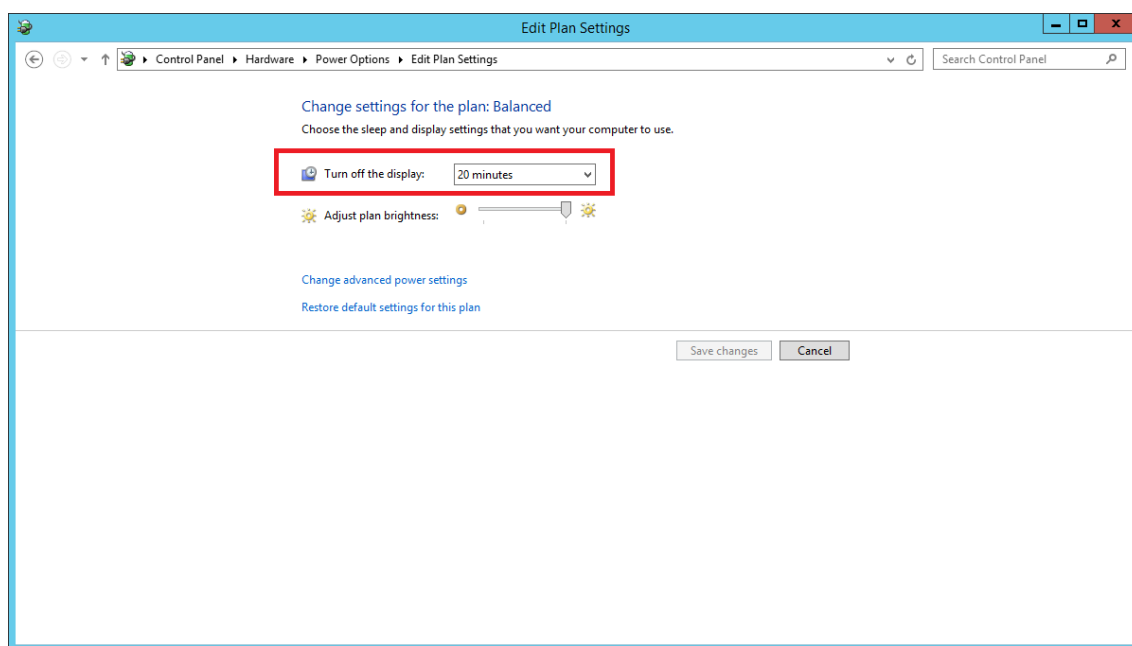 Edit Plan Settings
Control Panel Hardware Power Options Edit Plan Settings Search Control Panel
Change settings for the plan: Balanced
Choose the sleep and display settings that you want your computer to use.
Turn off the display: 20 minutes
Adjust plan brightness:
Change advanced power settings
Restore default settings for this plan
Save changes Cancel